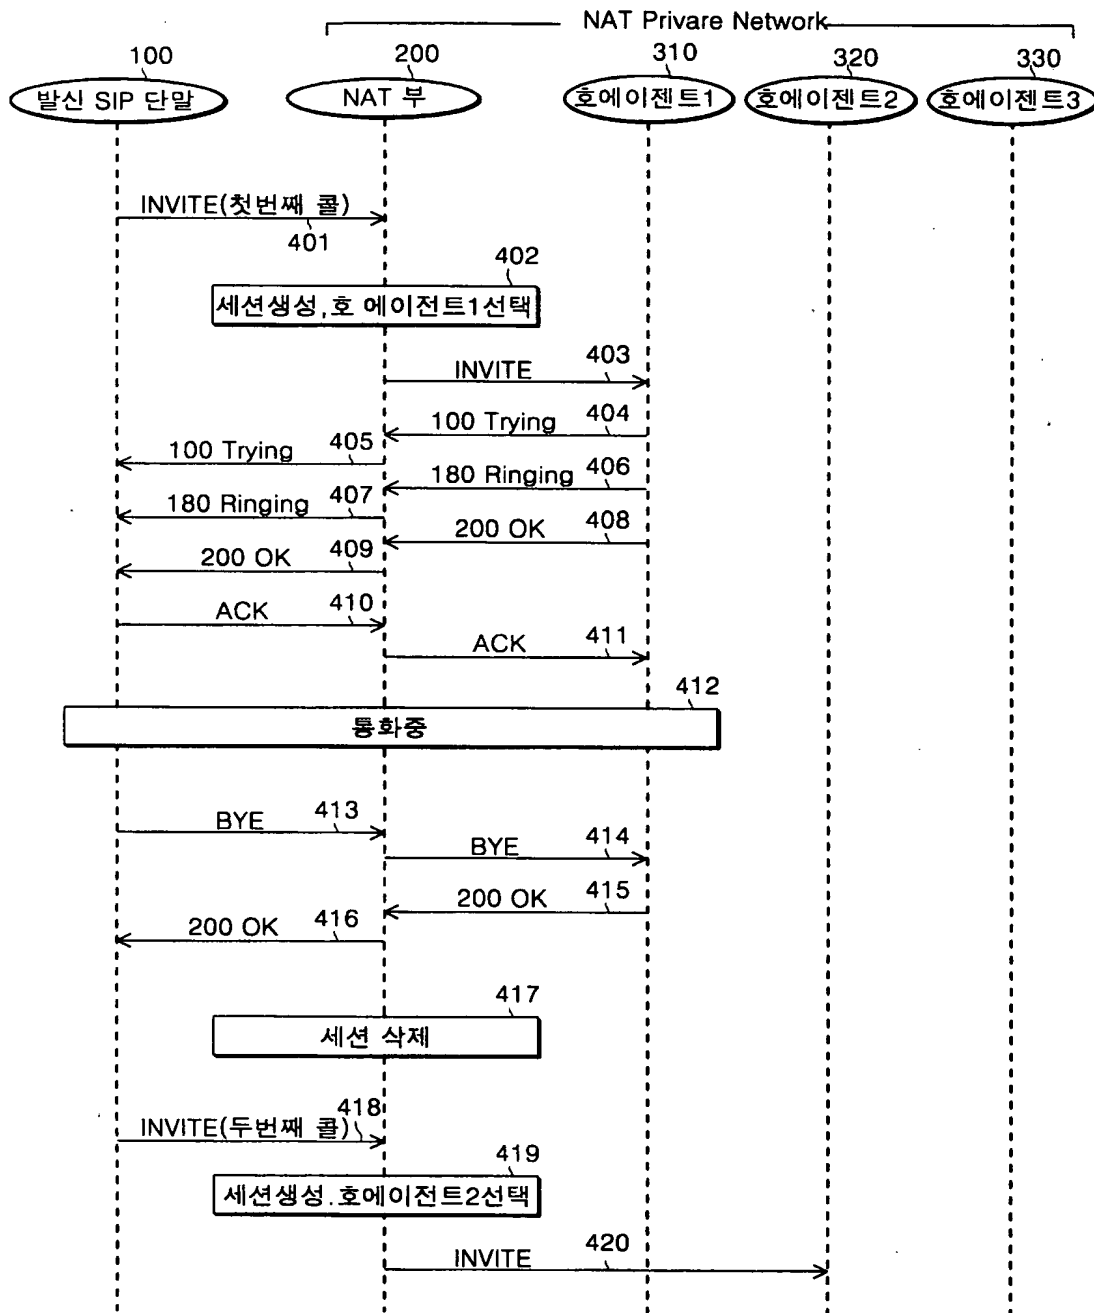 NAT Privare Network
100
200
310
320
330
발신 SIP 단말
NAT 부
호에이젠트1
호에이젠트2
호에이젠트3
INVITE(첫번째 콜)
401
402
세션생성,호 에이전트1선택
INVITE
403
100 Trying
404
100 Trying
405
180 Ringing
406
180 Ringing
407
200 OK
408
200 OK
409
ACK
410
ACK
411
412
통화중
BYE
413
BYE
414
200 OK
415
200 OK
416
417
세션 삭제
INVITE(두번째 콜)
418
419
세션생성.호에이전트2선택
INVITE
420